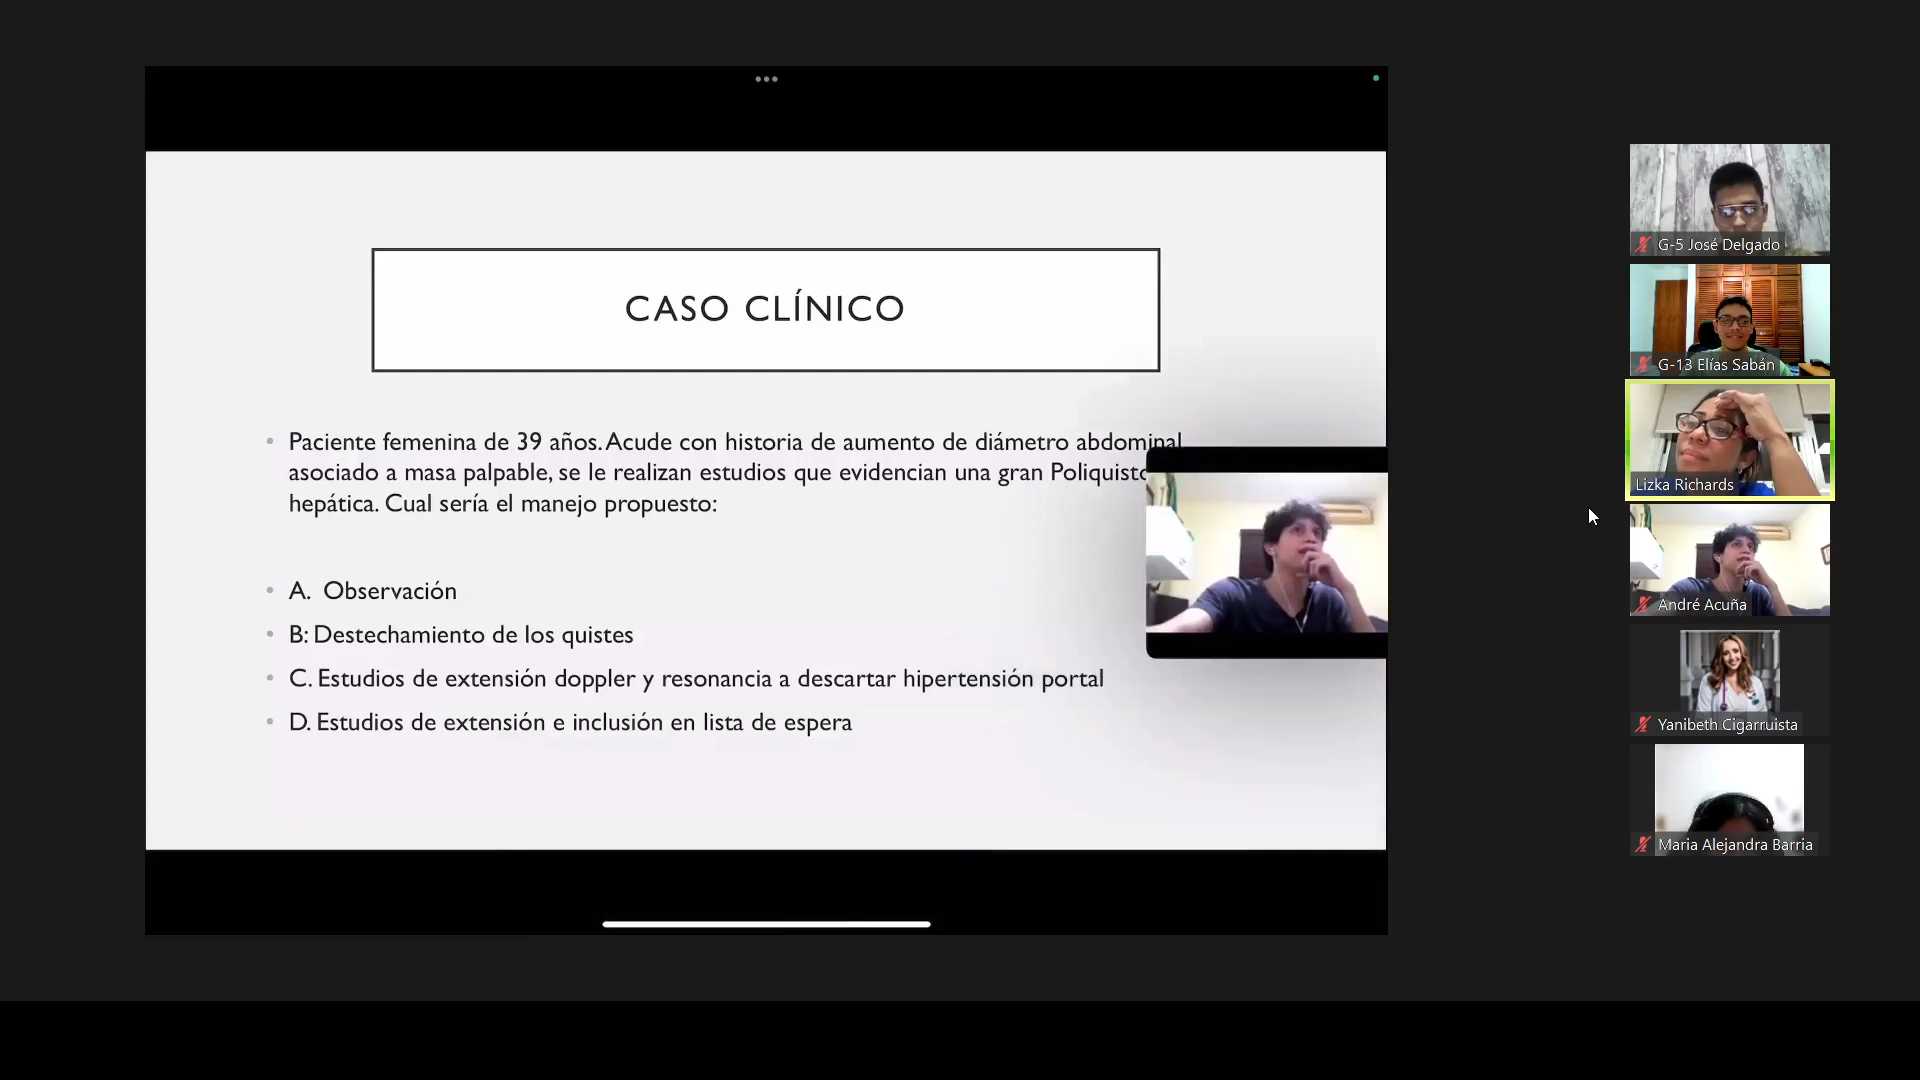 CASO CLÍNICO
• Paciente femenina de 39 años. Acude con historia de aumento de diámetro abdominal
asociado a masa palpable, se le realizan estudios que evidencian una gran Poliquisto
hepática. Cual sería el manejo propuesto:
• A. Observación
• B: Destechamiento de los quistes
• C. Estudios de extensión doppler y resonancia a descartar hipertensión portal
• D. Estudios de extensión e inclusión en lista de espera
G-5 José Delgado
G-13 Elías Sabán
Lizka Richards
André Acuña
Yanibeth Cigarruista
Maria Alejandra Barria